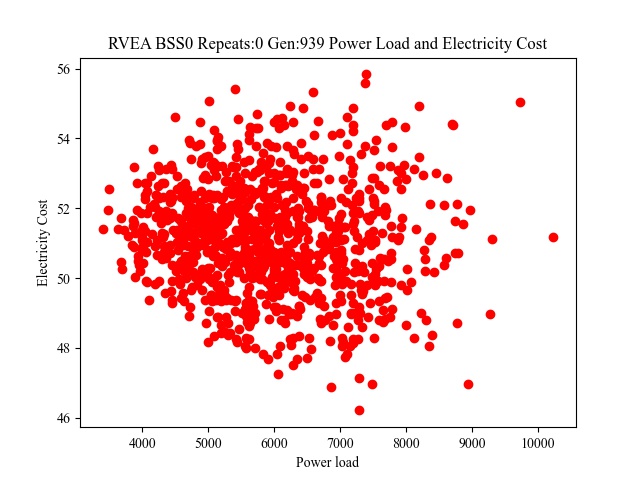 RVEA BSS0 Repeats:0 Gen:939 Power Load and Electricity Cost
56
54
52
50
48
46
Electricity Cost
4000 5000 6000 7000 8000 9000 10000
Power load